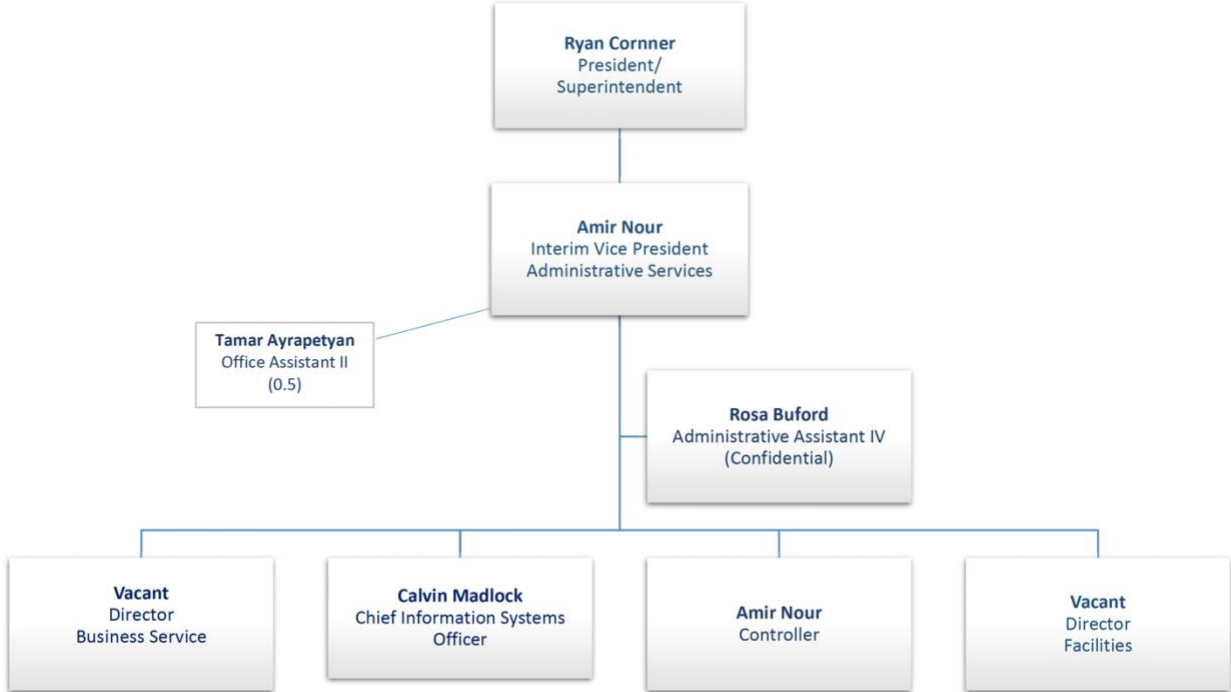 Ryan Cornner
President/
Superintendent
Amir Nour
Interim Vice President
Administrative Services
Tamar Ayrapetyan
Office Assistant II
(0.5)
Rosa Buford
Administrative Assistant IV
(Confidential)
Vacant
Director
Business Service
Calvin Madlock
Chief Information Systems
Officer
Amir Nour
Controller
Vacant
Director
Facilities